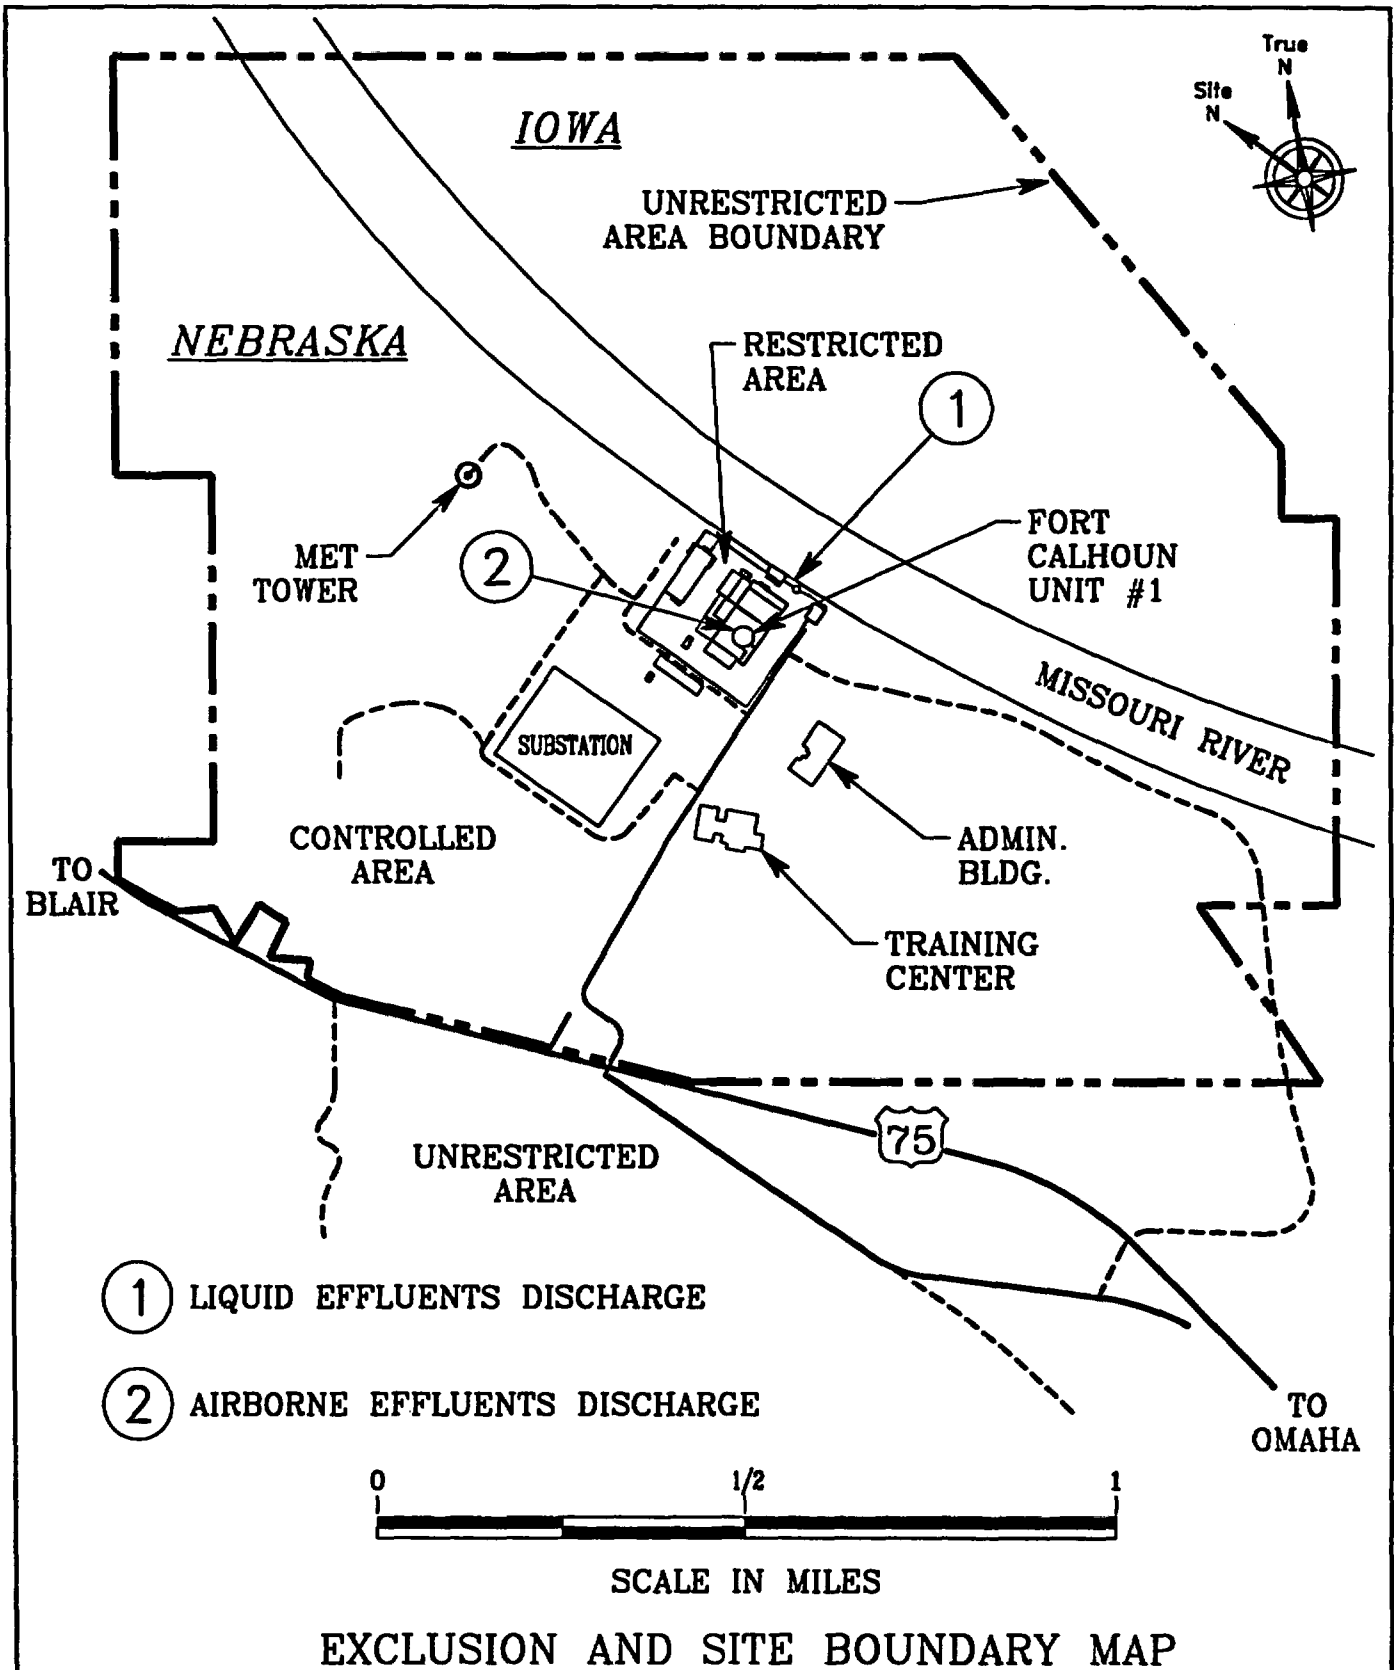 True
N
Site
N
IOWA
UNRESTRICTED
AREA BOUNDARY
NEBRASKA
RESTRICTED
AREA
1
MET
TOWER
2
FORT
CALHOUN
UNIT #1
MISSOURI RIVER
SUBSTATION
CONTROLLED
AREA
ADMIN.
BLDG.
TO
BLAIR
TRAINING
CENTER
75
UNRESTRICTED
AREA
1 LIQUID EFFLUENTS DISCHARGE
2 AIRBORNE EFFLUENTS DISCHARGE
TO
OMAHA
0 1/2 1
SCALE IN MILES
EXCLUSION AND SITE BOUNDARY MAP